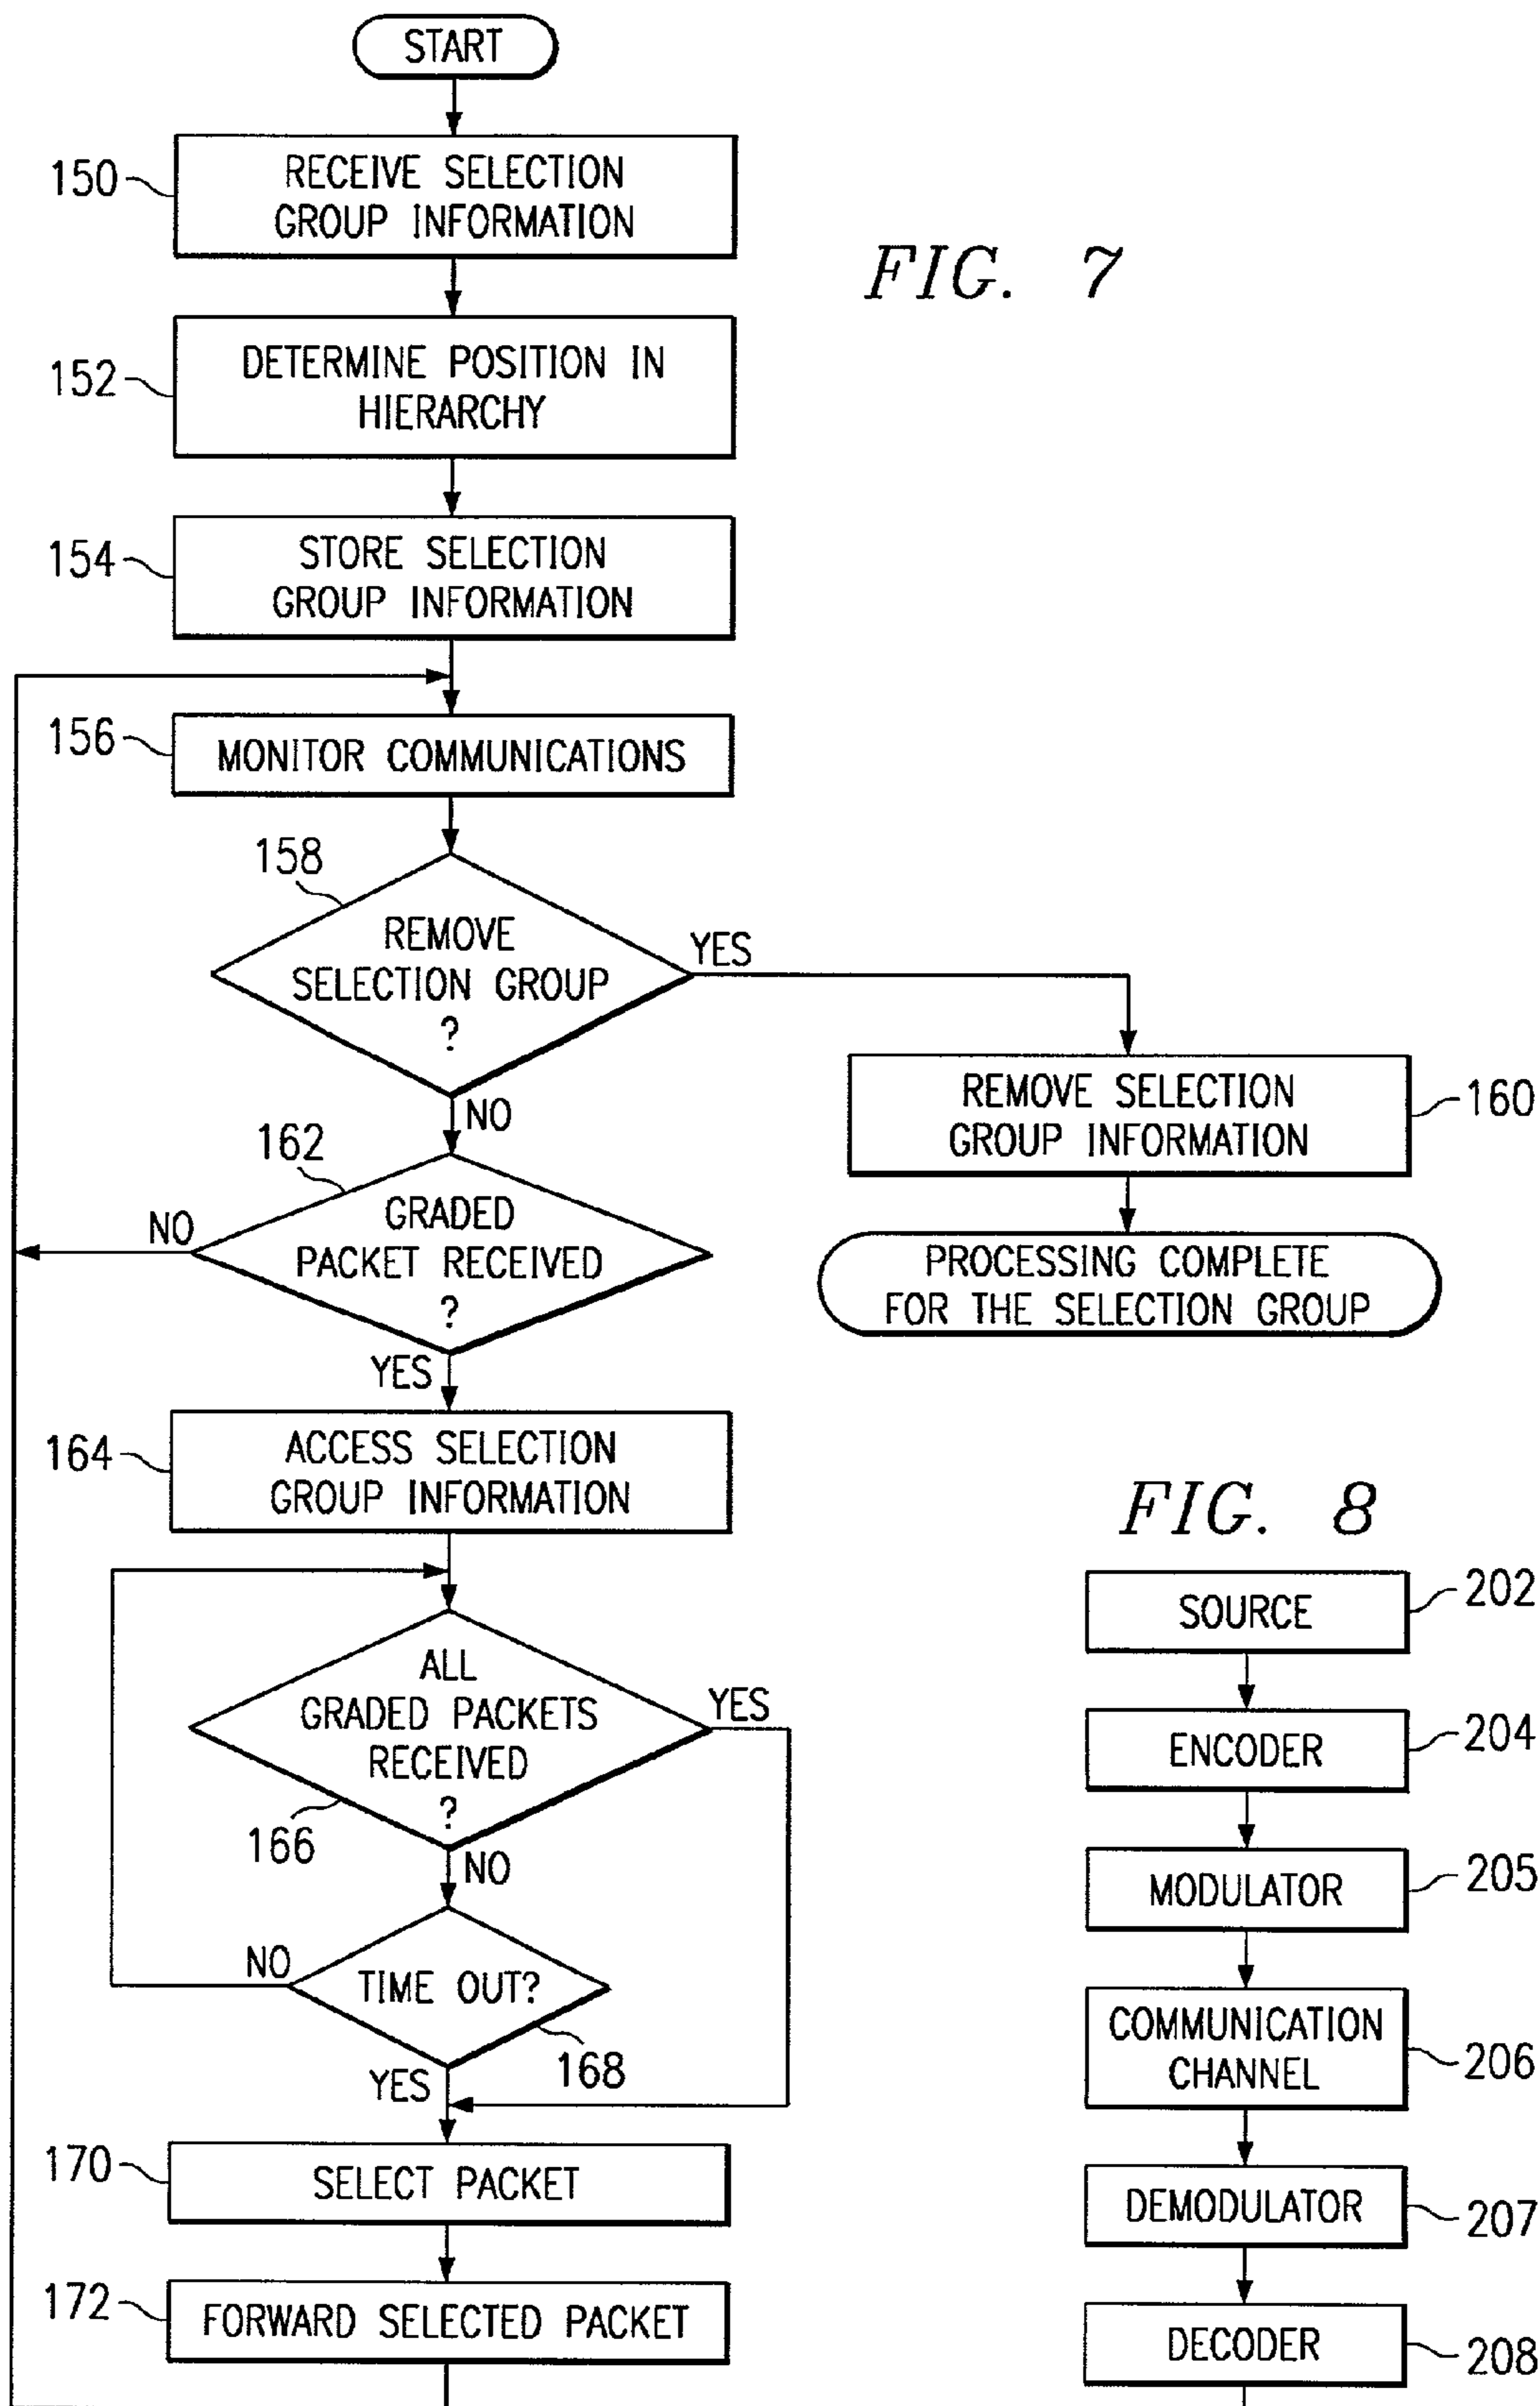 START
150
RECEIVE SELECTION
GROUP INFORMATION
FIG. 7
152
DETERMINE POSITION IN
HIERARCHY
154
STORE SELECTION
GROUP INFORMATION
156
MONITOR COMMUNICATIONS
158
REMOVE
SELECTION GROUP
?
YES
NO
REMOVE SELECTION
GROUP INFORMATION
160
PROCESSING COMPLETE
FOR THE SELECTION GROUP
162
GRADED
PACKET RECEIVED
?
NO
YES
164
ACCESS SELECTION
GROUP INFORMATION
ALL
GRADED PACKETS
RECEIVED
?
166
YES
NO
TIME OUT?
NO
168
YES
170
SELECT PACKET
172
FORWARD SELECTED PACKET
FIG. 8
SOURCE
202
ENCODER
204
MODULATOR
205
COMMUNICATION
CHANNEL
206
DEMODULATOR
207
DECODER
208